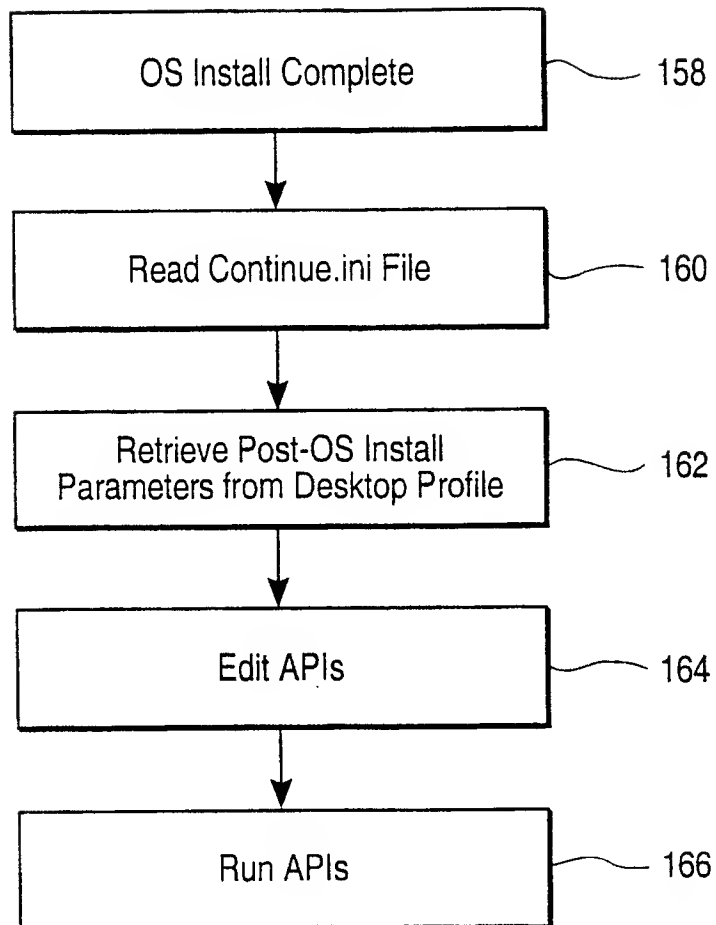 OS Install Complete
158
Read Continue.ini File
160
Retrieve Post-OS Install
Parameters from Desktop Profile
162
Edit APIs
164
Run APIs
166